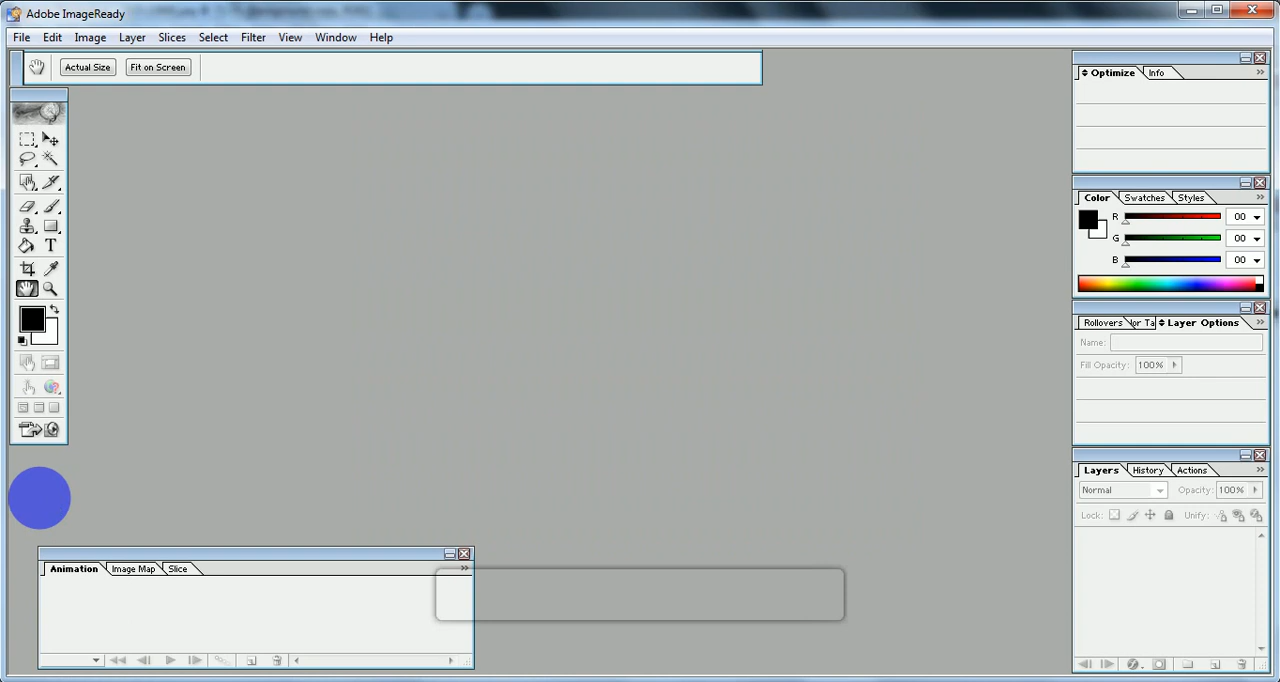 Adobe ImageReady
File Edit Image Layer Slices Select Filter View Window Help
Actual Size Fit on Screen
Optimize Info
Color Swatches Styles
R 00
G 00
B 00
T
Rollovers lor Ta Layer Options
Name:
Fill Opacity: 100%
Layers History Actions
Normal Opacity: 100%
Lock: Unify:
Animation Image Map Slice